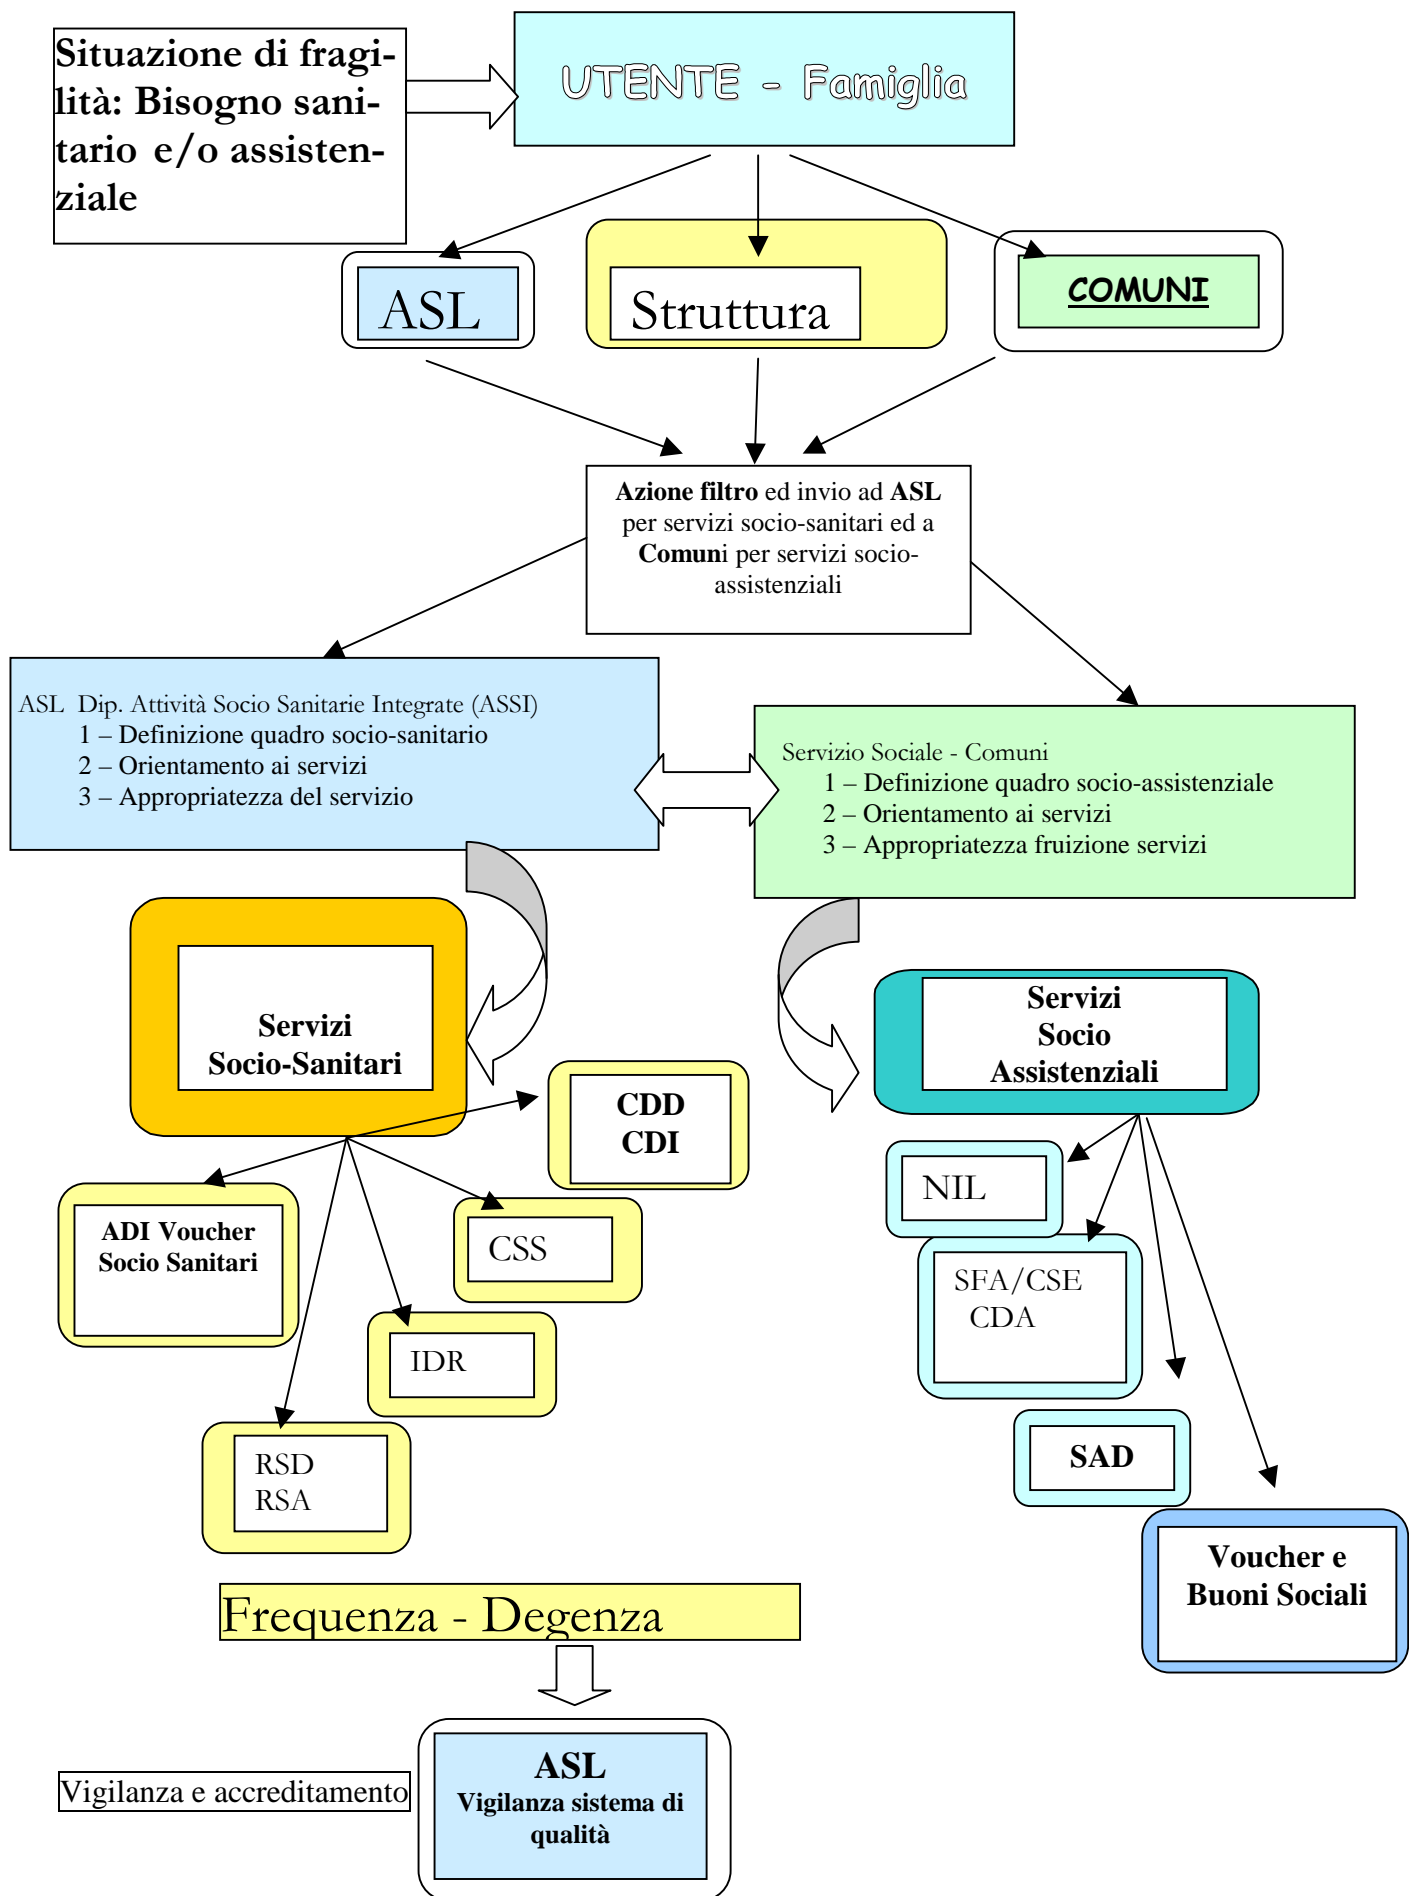 Situazione di fragi-
lità: Bisogno sani-
tario e/o assisten-
ziale
UTENTE - Famiglia
ASL
Struttura
COMUNI
Azione filtro ed invio ad ASL
per servizi socio-sanitari ed a
Comuni per servizi socio-
assistenziali
ASL Dip. Attività Socio Sanitarie Integrate (ASSI)
1 – Definizione quadro socio-sanitario
2 – Orientamento ai servizi
3 – Appropriatezza del servizio
Servizio Sociale - Comuni
1 – Definizione quadro socio-assistenziale
2 – Orientamento ai servizi
3 – Appropriatezza fruizione servizi
Servizi
Socio-Sanitari
Servizi
Socio
Assistenziali
CDD
CDI
ADI Voucher
Socio Sanitari
CSS
IDR
RSD
RSA
NIL
SFA/CSE
CDA
SAD
Voucher e
Buoni Sociali
Frequenza - Degenza
Vigilanza e accreditamento
ASL
Vigilanza sistema di
qualità